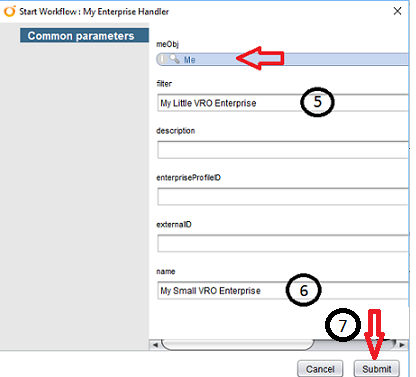 Start Workflow : My Enterprise Handler
Common parameters
meObj
Me
filter
My Little VRO Enterprise
5
description
enterpriseProfileID
externalID
name
My Small VRO Enterprise
6
7
Cancel
Submit